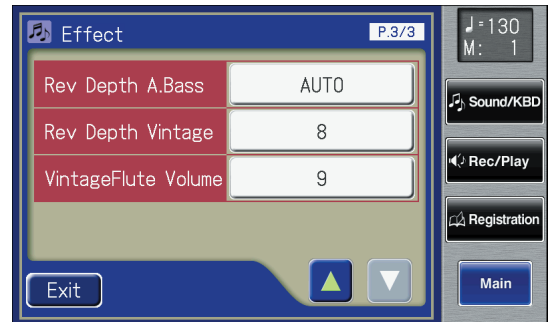 Effect P.3/3
Rev Depth A.Bass AUTO
Rev Depth Vintage 8
VintageFlute Volume 9
Exit
♩=130
M: 1
Sound/KBD
Rec/Play
Registration
Main